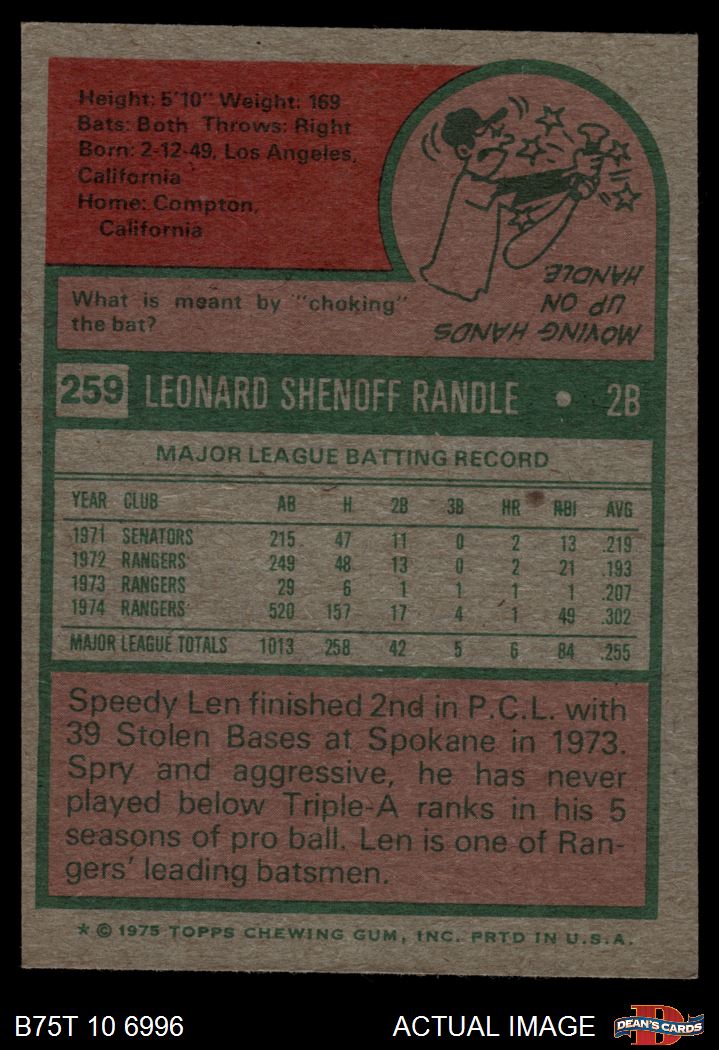 Height: 5'10" Weight: 169
Bats: Both Throws: Right
Born: 2-12-49, Los Angeles,
California
Home: Compton,
California
What is meant by "choking"
the bat?
MOVING HANDS
UP ON
HANDLE
259 LEONARD SHENOFF RANDLE • 2B
MAJOR LEAGUE BATTING RECORD
YEAR CLUB AB H 2B 3B HR RBI AVG
1971 SENATORS 215 47 11 0 2 13 .219
1972 RANGERS 249 48 13 0 2 21 .193
1973 RANGERS 29 6 1 1 1 1 .207
1974 RANGERS 520 157 17 4 1 49 .302
MAJOR LEAGUE TOTALS 1013 258 42 5 6 84 .255
Speedy Len finished 2nd in P.C.L. with
39 Stolen Bases at Spokane in 1973.
Spry and aggressive, he has never
played below Triple-A ranks in his 5
seasons of pro ball. Len is one of Ran-
gers' leading batsmen.
* © 1975 TOPPS CHEWING GUM, INC. PRTD IN U.S.A.
B75T 10 6996 ACTUAL IMAGE DEAN'S CARDS